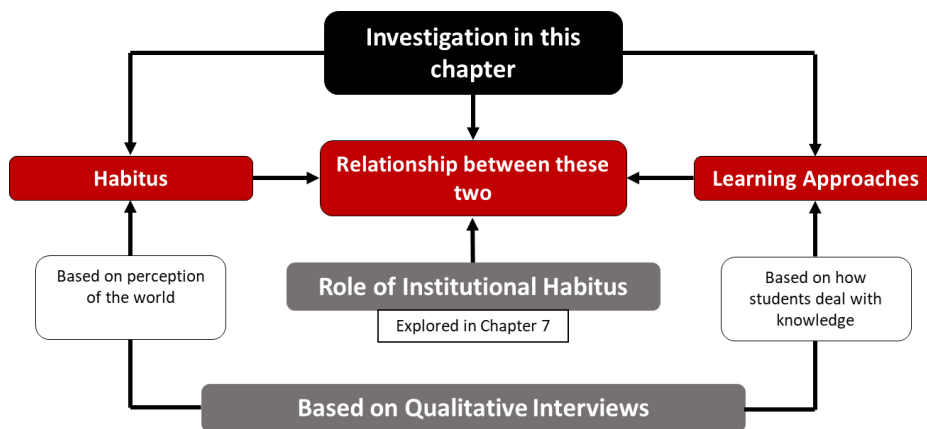 Investigation in this
chapter
Habitus
Relationship between these
two
Learning Approaches
Based on perception
of the world
Role of Institutional Habitus
Explored in Chapter 7
Based on how
students deal with
knowledge
Based on Qualitative Interviews